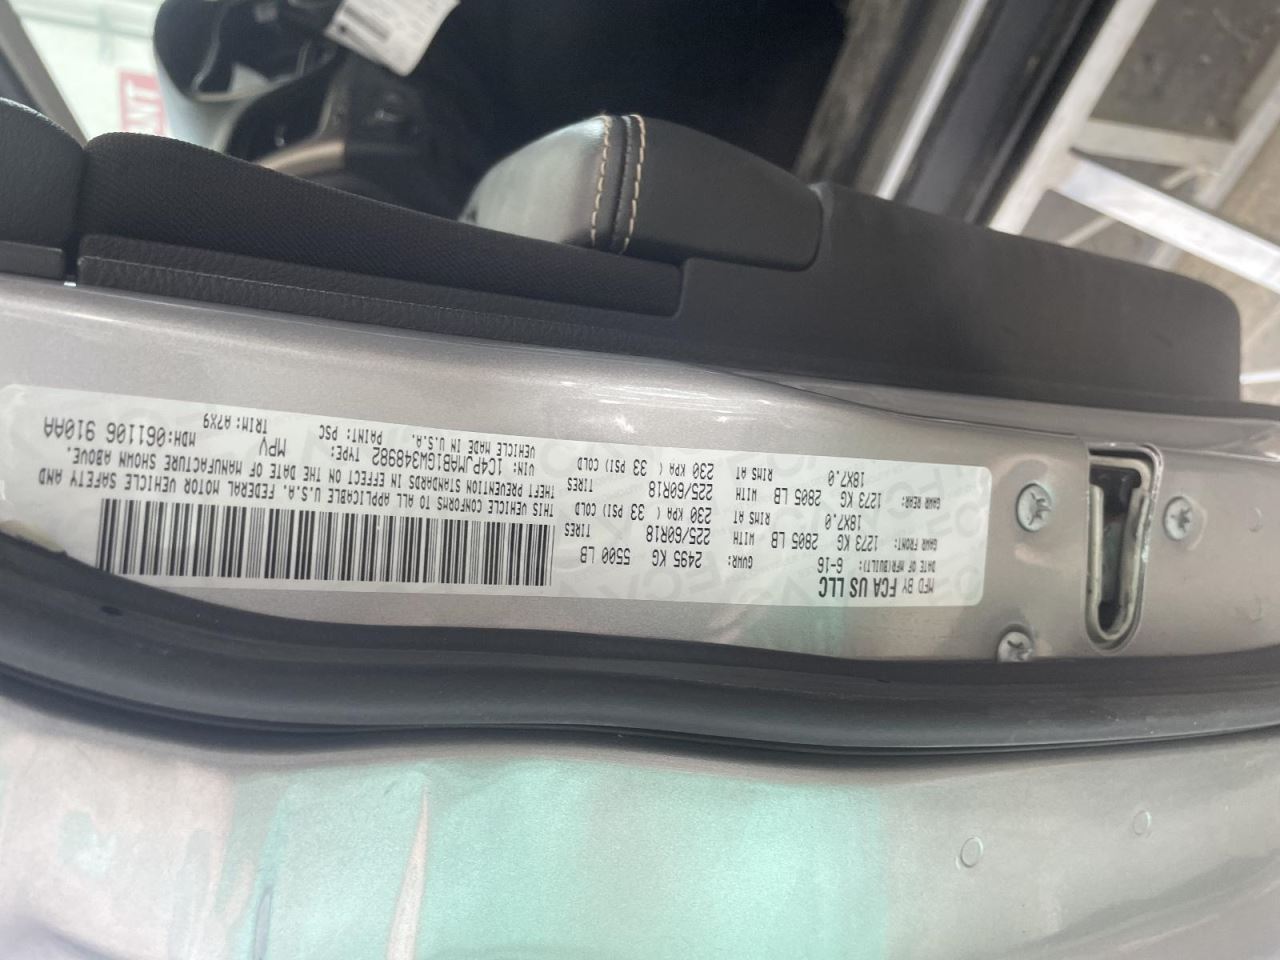 MFD BY FCA US LLC
DATE OF MFR(BUILT): 6-16
GVWR: 2495 KG 5500 LB
GAWR FRONT: 1273 KG 2805 LB WITH TIRES 225/60R18
RIMS AT 18X7.0 230 KPA ( 33 PSI) COLD
GAWR REAR: 1273 KG 2805 LB WITH TIRES 225/60R18
RIMS AT 18X7.0 230 KPA ( 33 PSI) COLD
THIS VEHICLE CONFORMS TO ALL APPLICABLE U.S.A. FEDERAL MOTOR VEHICLE SAFETY AND
THEFT PREVENTION STANDARDS IN EFFECT ON THE DATE OF MANUFACTURE SHOWN ABOVE.
VIN: 1C4PJMAB1GW348982 TYPE: MPV MDH:061106 910AA
VEHICLE MADE IN U.S.A. PAINT: PSC TRIM: A7X9